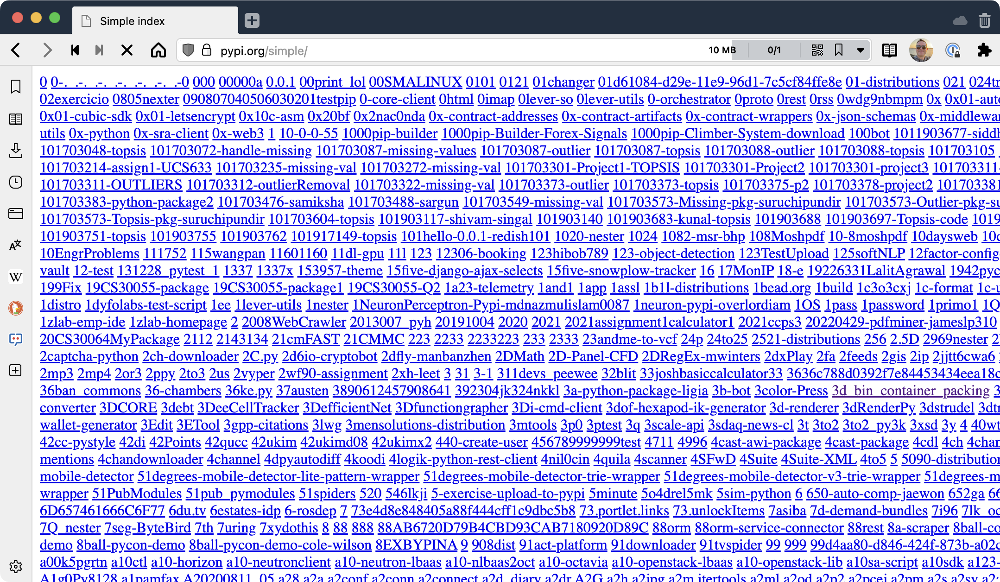 Simple index
pypi.org/simple/ 10 MB 0/1
0 0-._.-._.-._.-._.-._.-._.-0 000 00000a 0.0.1 00print_lol 00SMALINUX 0101 0121 01changer 01d61084-d29e-11e9-96d1-7c5cf84ffe8e 01-distributions 021 024tr
02exercicio 0805nexter 090807040506030201testpip 0-core-client 0html 0imap 0lever-so 0lever-utils 0-orchestrator 0proto 0rest 0rss 0wdg9nbmpm 0x 0x01-auto
0x01-cubic-sdk 0x01-letsencrypt 0x10c-asm 0x20bf 0x2nac0nda 0x-contract-addresses 0x-contract-artifacts 0x-contract-wrappers 0x-json-schemas 0x-middlewar
utils 0x-python 0x-sra-client 0x-web3 1 10-0-0-55 1000pip-builder 1000pip-Builder-Forex-Signals 1000pip-Climber-System-download 100bot 1011903677-siddh
101703048-topsis 101703072-handle-missing 101703087-missing-values 101703087-outlier 101703087-topsis 101703088-outlier 101703088-topsis 101703105
101703214-assign1-UCS633 101703235-missing-val 101703272-missing-val 101703301-Project1-TOPSIS 101703301-Project2 101703301-project3 101703311-
101703311-OUTLIERS 101703312-outlierRemoval 101703322-missing-val 101703373-outlier 101703373-topsis 101703375-p2 101703378-project2 101703381
101703383-python-package2 101703476-samiksha 101703488-sargun 101703549-missing-val 101703573-Missing-pkg-suruchipundir 101703573-Outlier-pkg-su
101703573-Topsis-pkg-suruchipundir 101703604-topsis 101903117-shivam-singal 101903140 101903683-kunal-topsis 101903688 101903697-Topsis-code 1019
101903751-topsis 101903755 101903762 101917149-topsis 101hello-0.0.1-redish101 1020-nester 1024 1082-msr-bhp 108Moshpdf 10-8moshpdf 10daysweb 10d
10EngrProblems 111752 115wangpan 11601160 11dl-gpu 11l 123 12306-booking 123hibob789 123-object-detection 123TestUpload 125softNLP 12factor-config
vault 12-test 131228_pytest_1 1337 1337x 153957-theme 15five-django-ajax-selects 15five-snowplow-tracker 16 17MonIP 18-e 19226331LalitAgrawal 1942pyc
199Fix 19CS30055-package 19CS30055-package1 19CS30055-Q2 1a23-telemetry 1and1 1app 1assl 1b1l-distributions 1bead.org 1build 1c3o3cxj 1c-format 1c-u
1distro 1dyfolabs-test-script 1ee 1lever-utils 1nester 1NeuronPerceptron-Pypi-mdnazmulislam0087 1neuron-pypi-overlordiam 1OS 1pass 1password 1primo1 1Q
1zlab-emp-ide 1zlab-homepage 2 2008WebCrawler 2013007_pyh 20191004 2020 2021 2021assignment1calculator1 2021ccps3 20220429-pdfminer-jameslp310
20CS30064MyPackage 2112 2143134 21cmFAST 21CMMC 223 2233 2233223 233 2333 23andme-to-vcf 24p 24to25 2521-distributions 256 2.5D 2969nester 2
2captcha-python 2ch-downloader 2C.py 2d6io-cryptobot 2dfly-manbanzhen 2DMath 2D-Panel-CFD 2DRegEx-mwinters 2dxPlay 2fa 2feeds 2gis 2ip 2jjtt6cwa6
2mp3 2mp4 2or3 2ppy 2to3 2us 2vyper 2wf90-assignment 2xh-leet 3 31 3-1 311devs_peewee 32blit 33joshbasiccalculator33 3636c788d0392f7e84453434eea18c
36ban_commons 36-chambers 36ke.py 37austen 3890612457908641 392304jk324nkkl 3a-python-package-ligia 3b-bot 3color-Press 3d_bin_container_packing 3
converter 3DCORE 3debt 3DeeCellTracker 3DefficientNet 3Dfunctiongrapher 3Di-cmd-client 3dof-hexapod-ik-generator 3d-renderer 3dRenderPy 3dstrudel 3dtr
wallet-generator 3Edit 3ETool 3gpp-citations 3lwg 3mensolutions-distribution 3mtools 3p0 3ptest 3q 3scale-api 3sdaq-news-cl 3t 3to2 3to2_py3k 3xsd 3y 4 40wt
42cc-pystyle 42di 42Points 42qucc 42ukim 42ukimd08 42ukimx2 440-create-user 456789999999test 4711 4996 4cast-awi-package 4cast-package 4cdl 4ch 4chan
mentions 4chandownloader 4channel 4dpyautodiff 4koodi 4logik-python-rest-client 4nil0cin 4quila 4scanner 4SFwD 4Suite 4Suite-XML 4to5 5 5090-distribution
mobile-detector 51degrees-mobile-detector-lite-pattern-wrapper 51degrees-mobile-detector-trie-wrapper 51degrees-mobile-detector-v3-trie-wrapper 51degrees-m
wrapper 51PubModules 51pub_pymodules 51spiders 520 546lkji 5-exercise-upload-to-pypi 5minute 5o4drel5mk 5sim-python 6 650-auto-comp-jaewon 652ga 66
6D657461666C6F77 6du.tv 6estates-idp 6-rosdep 7 73e4d8e848405a88f444cff1c9dbc5b8 73.portlet.links 73.unlockItems 7asiba 7d-demand-bundles 7i96 7lk_oc
7Q_nester 7seg-ByteBird 7th 7uring 7xydothis 8 88 888 88AB6720D79B4CBD93CAB7180920D89C 88orm 88orm-service-connector 88rest 8a-scraper 8ball-co
demo 8ball-pycon-demo 8ball-pycon-demo-cole-wilson 8EXBYPINA 9 908dist 91act-platform 91downloader 91tvspider 99 999 99d4aa80-d846-424f-873b-a02c
a00k5pgrtn a10ctl a10-horizon a10-neutronclient a10-neutron-lbaas a10-nlbaas2oct a10-octavia a10-openstack-lbaas a10-openstack-lib a10sa-script a10sdk a123-
A1g0Py8128 a1pamfax A20200811_05 a28 a2a a2conf a2conn a2connect a2d_diary a2dr A2G a2h a2jpg a2m.itertools a2ml a2od a2p2 a2pcej a2pm a2s a2sv a2